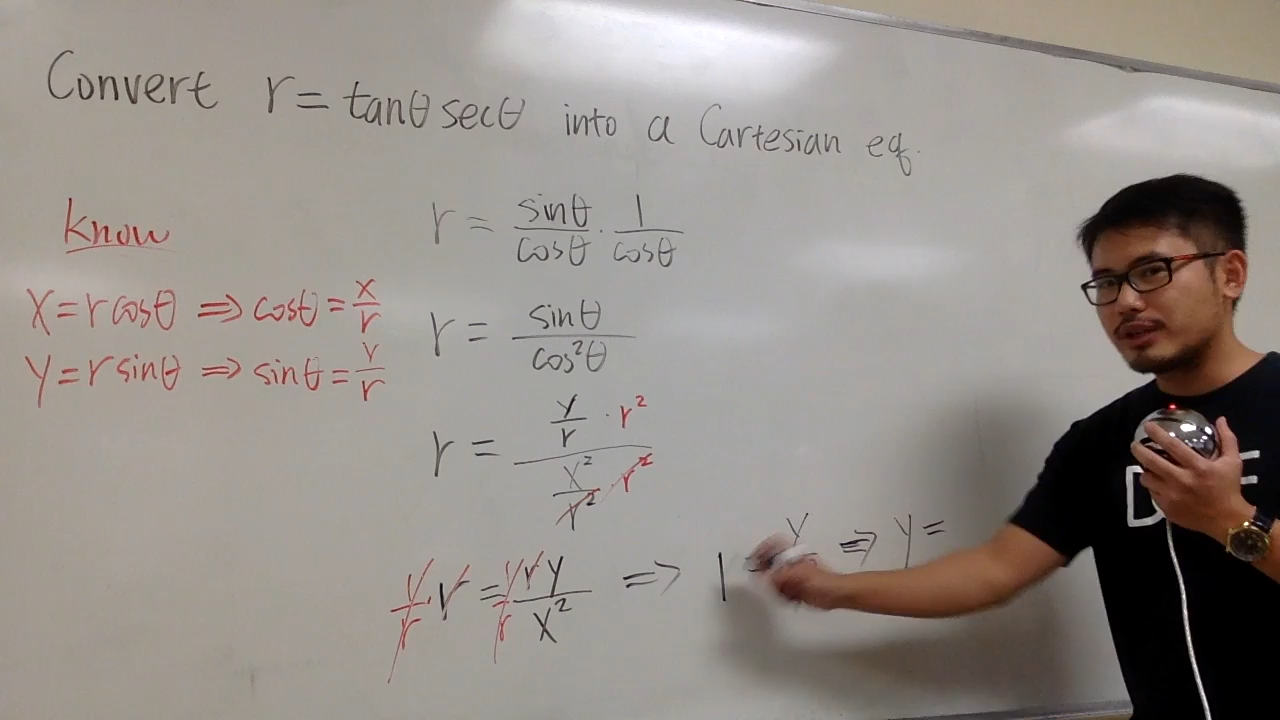 Convert r = tanθ secθ into a Cartesian eq.
know
x = r cosθ ⇒ cosθ = x/r
y = r sinθ ⇒ sinθ = y/r
r = sinθ/cosθ · 1/cosθ
r = sinθ/cos²θ
r = (y/r · r²)/(x²/r² · r²)
1/r · r = 1/r ry/x² ⇒ 1 y ⇒ y =